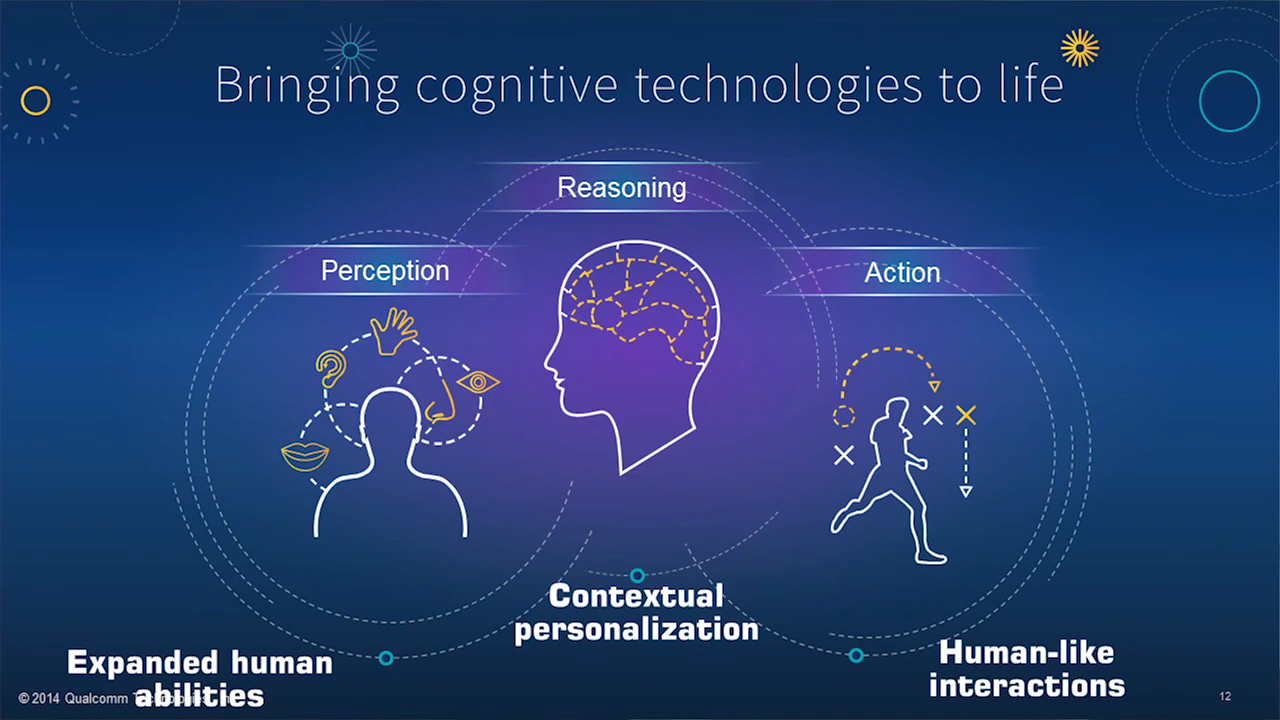 Bringing cognitive technologies to life
Reasoning
Perception
Action
Contextual
personalization
Expanded human
abilities
Human-like
interactions
© 2014 Qualcomm
12